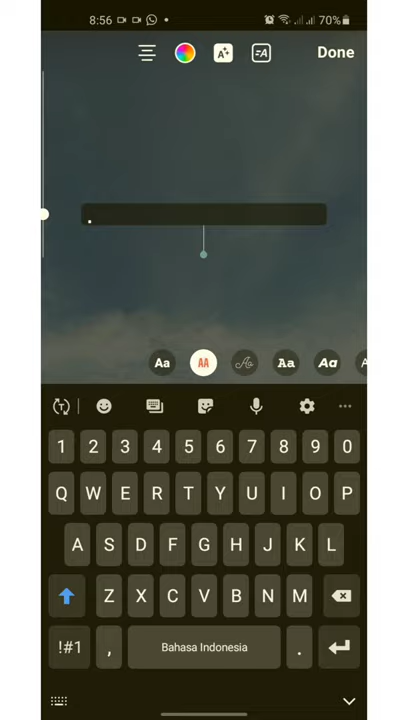 8:56 70%
Done
.
Aa AA Aa Aa Aa A
1 2 3 4 5 6 7 8 9 0
Q W E R T Y U I O P
A S D F G H J K L
Z X C V B N M
!#1 , Bahasa Indonesia .